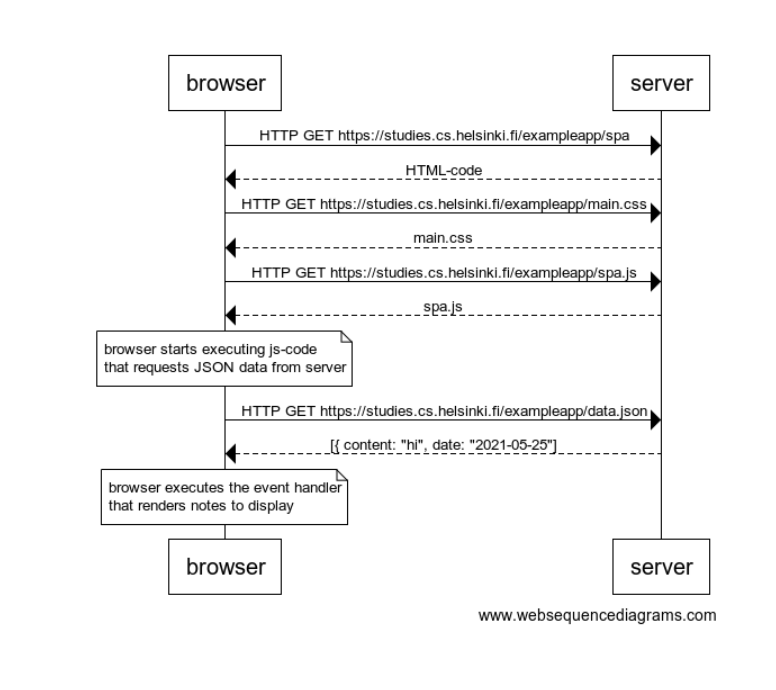 browser
server
HTTP GET https://studies.cs.helsinki.fi/exampleapp/spa
HTML-code
HTTP GET https://studies.cs.helsinki.fi/exampleapp/main.css
main.css
HTTP GET https://studies.cs.helsinki.fi/exampleapp/spa.js
spa.js
browser starts executing js-code
that requests JSON data from server
HTTP GET https://studies.cs.helsinki.fi/exampleapp/data.json
[{ content: "hi", date: "2021-05-25"]
browser executes the event handler
that renders notes to display
browser
server
www.websequencediagrams.com